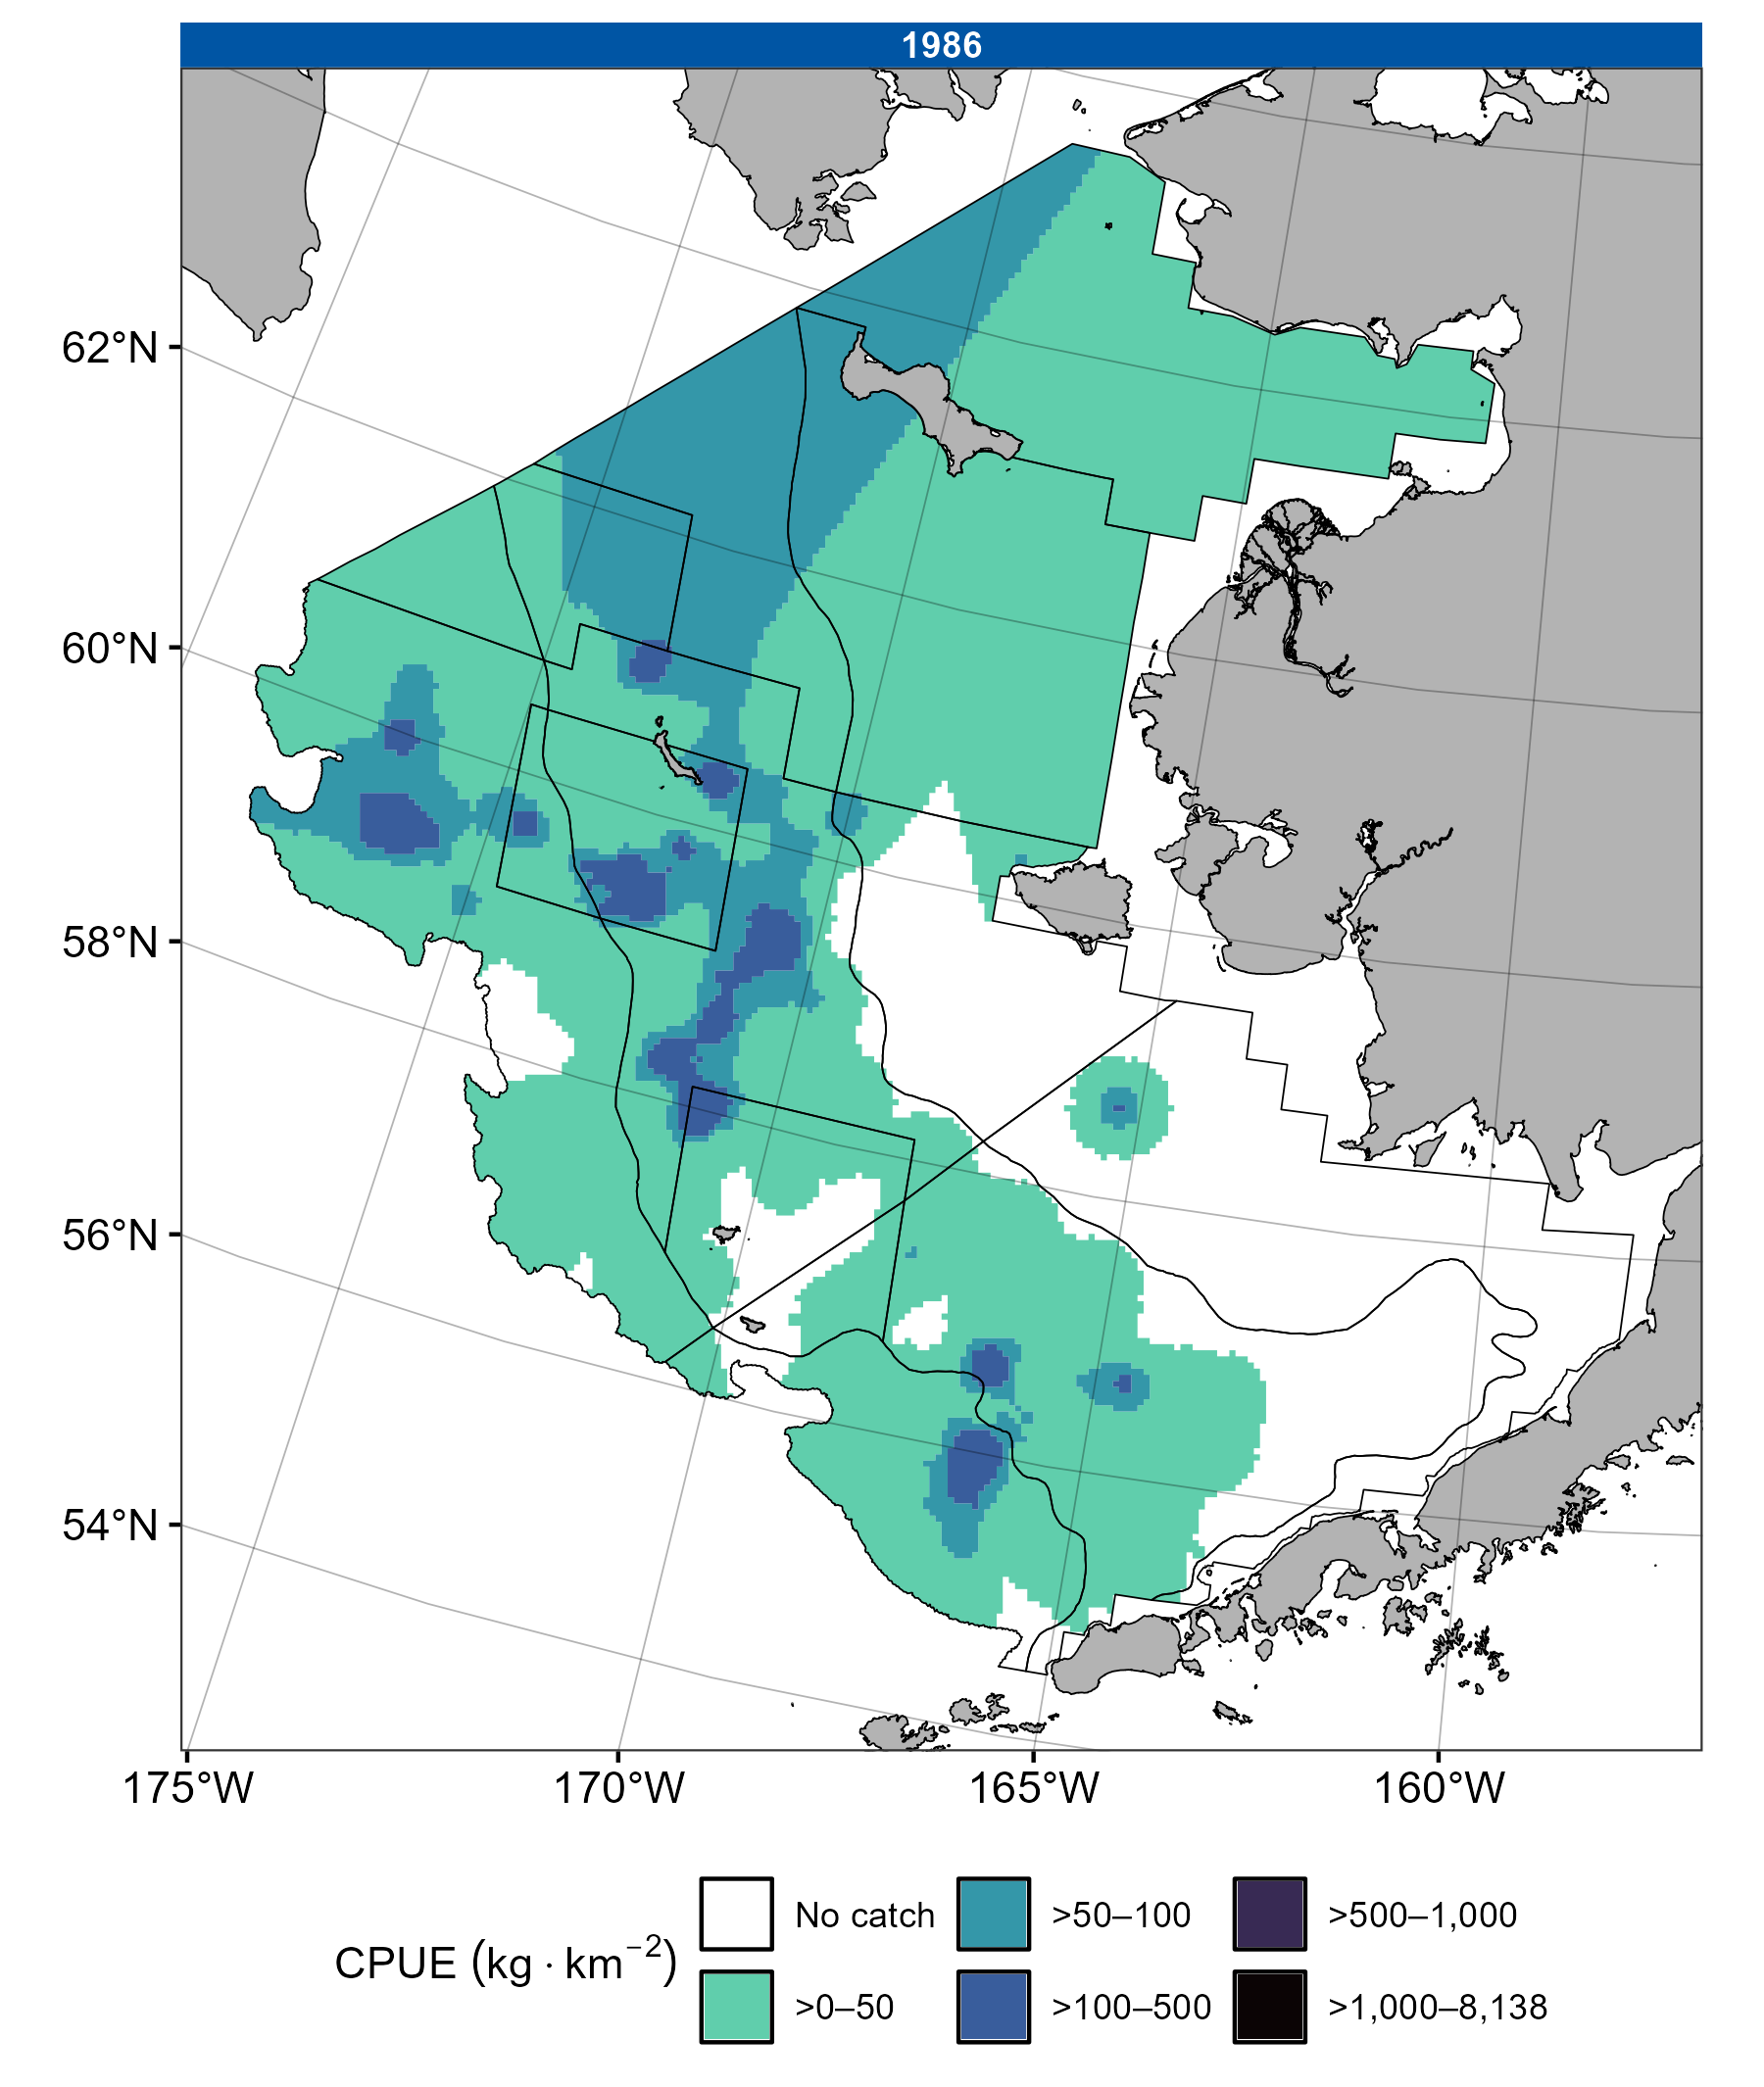 1986
62°N
60°N
58°N
56°N
54°N
175°W 170°W 165°W 160°W
CPUE (kg · km⁻²)
No catch >50–100 >500–1,000
>0–50 >100–500 >1,000–8,138